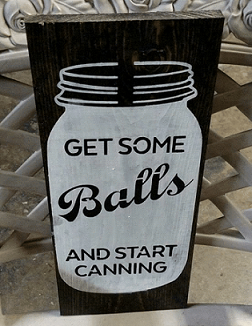 GET SOME
Balls
AND START
CANNING